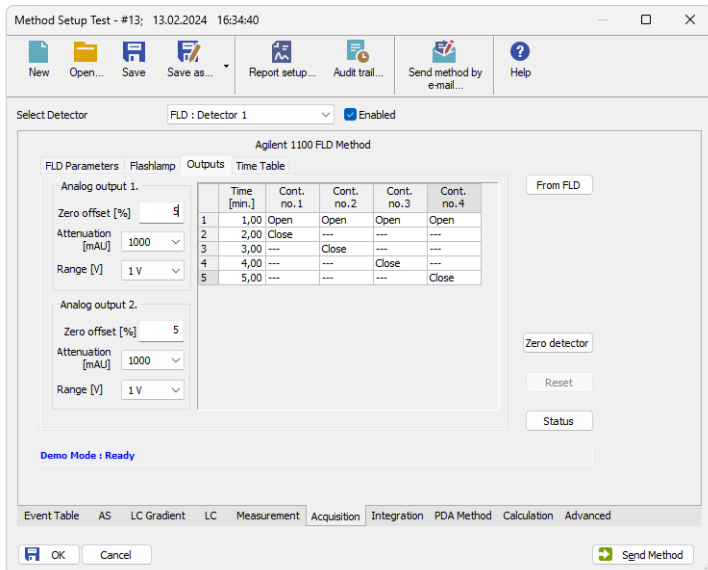 Method Setup Test - #13;  13.02.2024  16:34:40
New Open... Save Save as... Report setup... Audit trail... Send method by e-mail... Help
Select Detector FLD : Detector 1 Enabled
Agilent 1100 FLD Method
FLD Parameters Flashlamp Outputs Time Table
Analog output 1.
Zero offset [%] 5
Attenuation [mAU] 1000
Range [V] 1 V
Analog output 2.
Zero offset [%] 5
Attenuation [mAU] 1000
Range [V] 1 V
Time [min.] Cont. no.1 Cont. no.2 Cont. no.3 Cont. no.4
1 1,00 Open Open Open Open
2 2,00 Close --- --- ---
3 3,00 --- Close --- ---
4 4,00 --- --- Close ---
5 5,00 --- --- --- Close
From FLD
Zero detector
Reset
Status
Demo Mode : Ready
Event Table AS LC Gradient LC Measurement Acquisition Integration PDA Method Calculation Advanced
OK Cancel Send Method